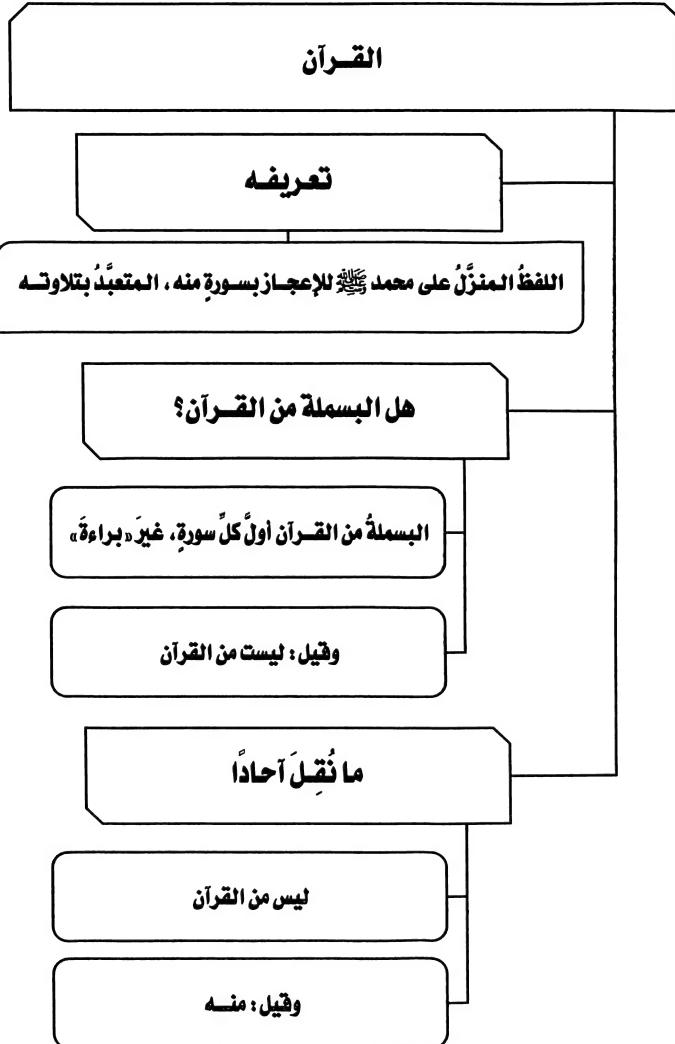 القرآن
تعريفه
اللفظُ المنزَّلُ على محمد ﷺ للإعجاز بسورةٍ منه، المتعبَّدُ بتلاوته
هل البسملة من القرآن؟
البسملةُ من القرآن أولَّ كلِّ سورةٍ، غيرَ «براءةَ»
وقيل: ليست من القرآن
ما نُقِلَ آحادًا
ليس من القرآن
وقيل: منه